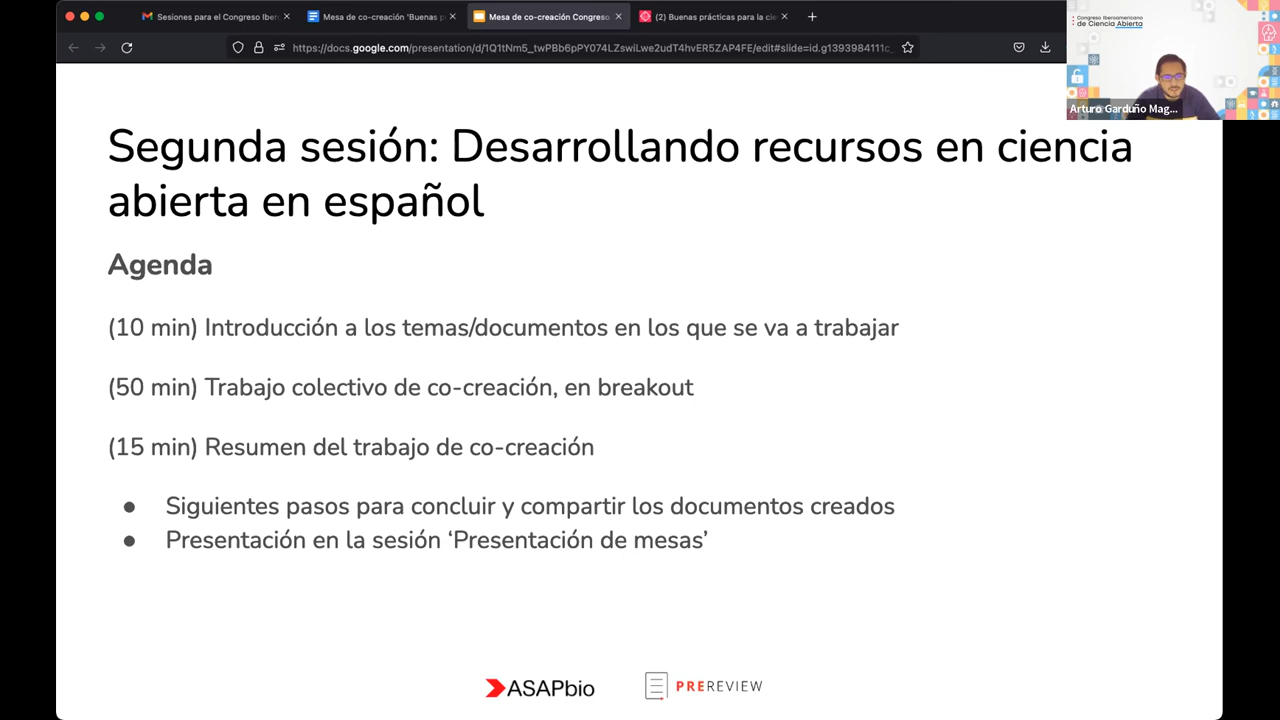 Sesiones para el Congreso Iber
Mesa de co-creación 'Buenas p
Mesa de co-creación Congreso
(2) Buenas prácticas para la cie
https://docs.google.com/presentation/d/1Q1tNm5_twPBb6pPY074LZswiLwe2udT4hvER5ZAP4FE/edit#slide=id.g1393984111c_
Congreso Iberoamericano
de Ciencia Abierta
Arturo Garduño Mag...
Segunda sesión: Desarrollando recursos en ciencia
abierta en español
Agenda
(10 min) Introducción a los temas/documentos en los que se va a trabajar
(50 min) Trabajo colectivo de co-creación, en breakout
(15 min) Resumen del trabajo de co-creación
● Siguientes pasos para concluir y compartir los documentos creados
● Presentación en la sesión ‘Presentación de mesas’
ASAPbio
PREREVIEW